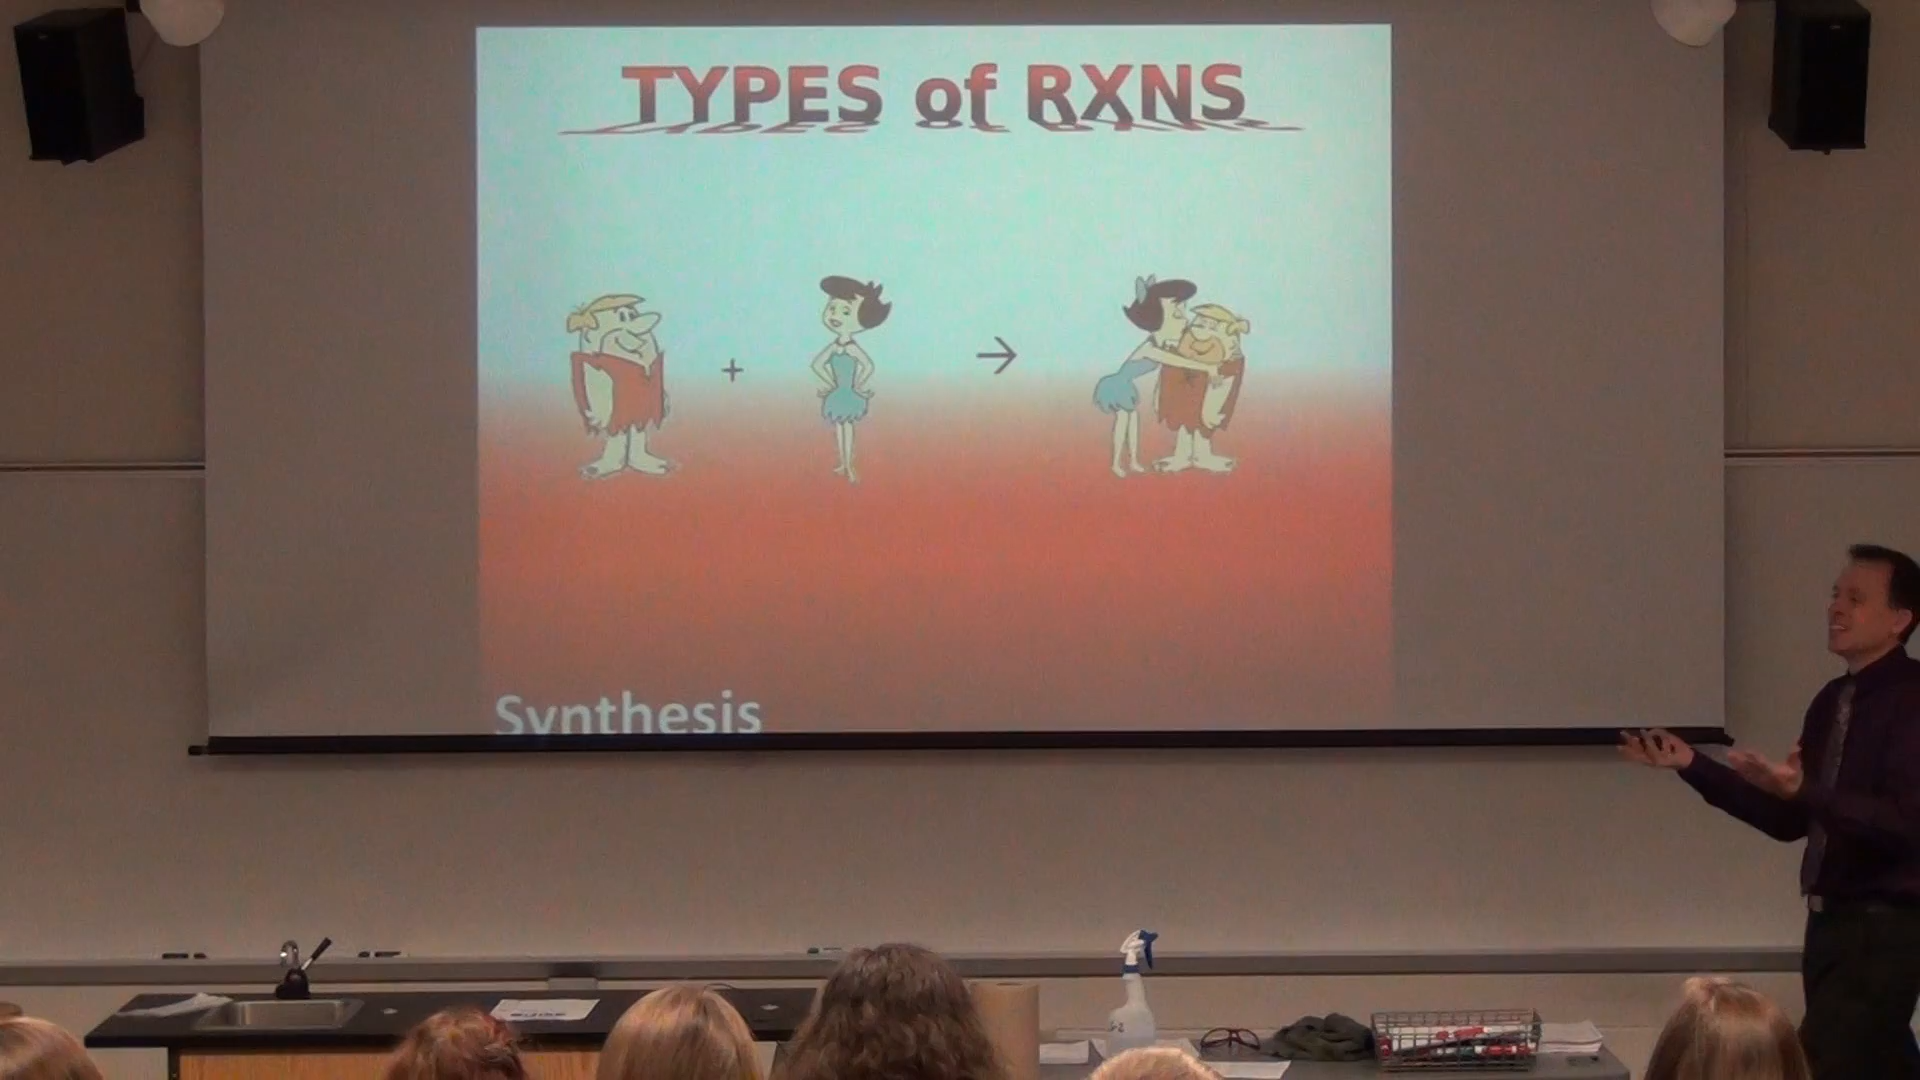 TYPES of RXNS
+ →
Synthesis